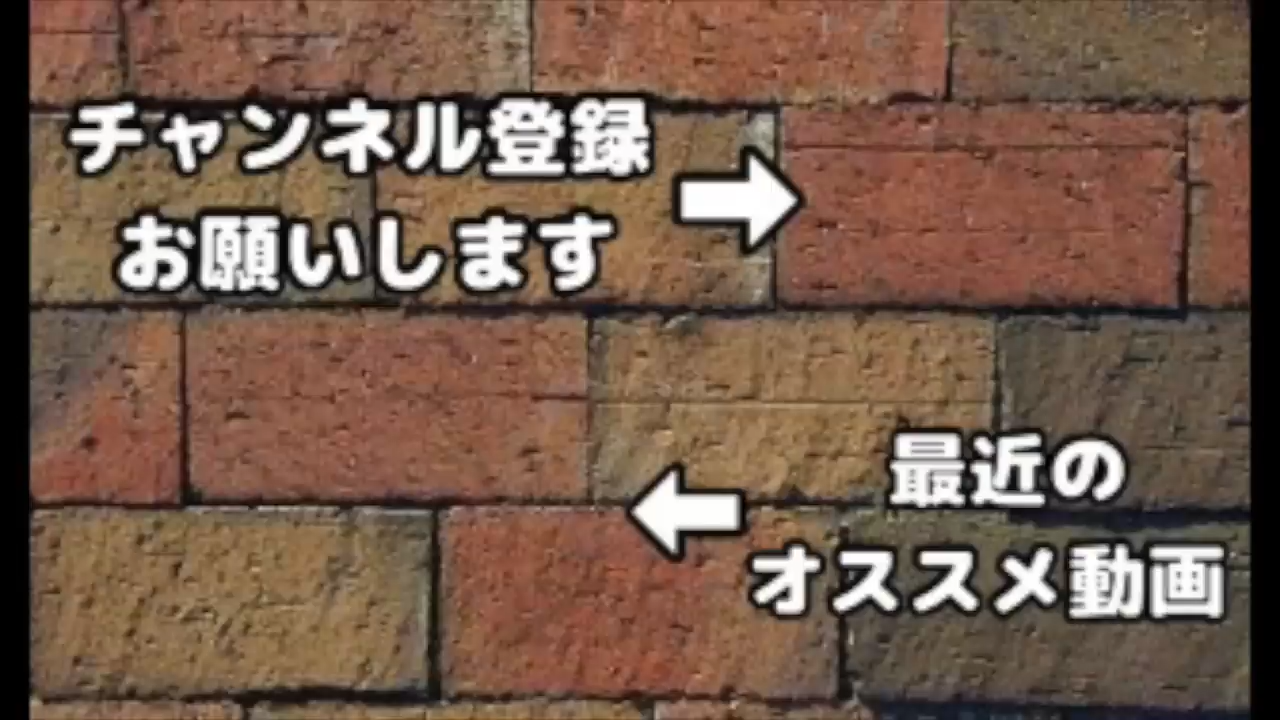 チャンネル登録
お願いします
最近の
オススメ動画